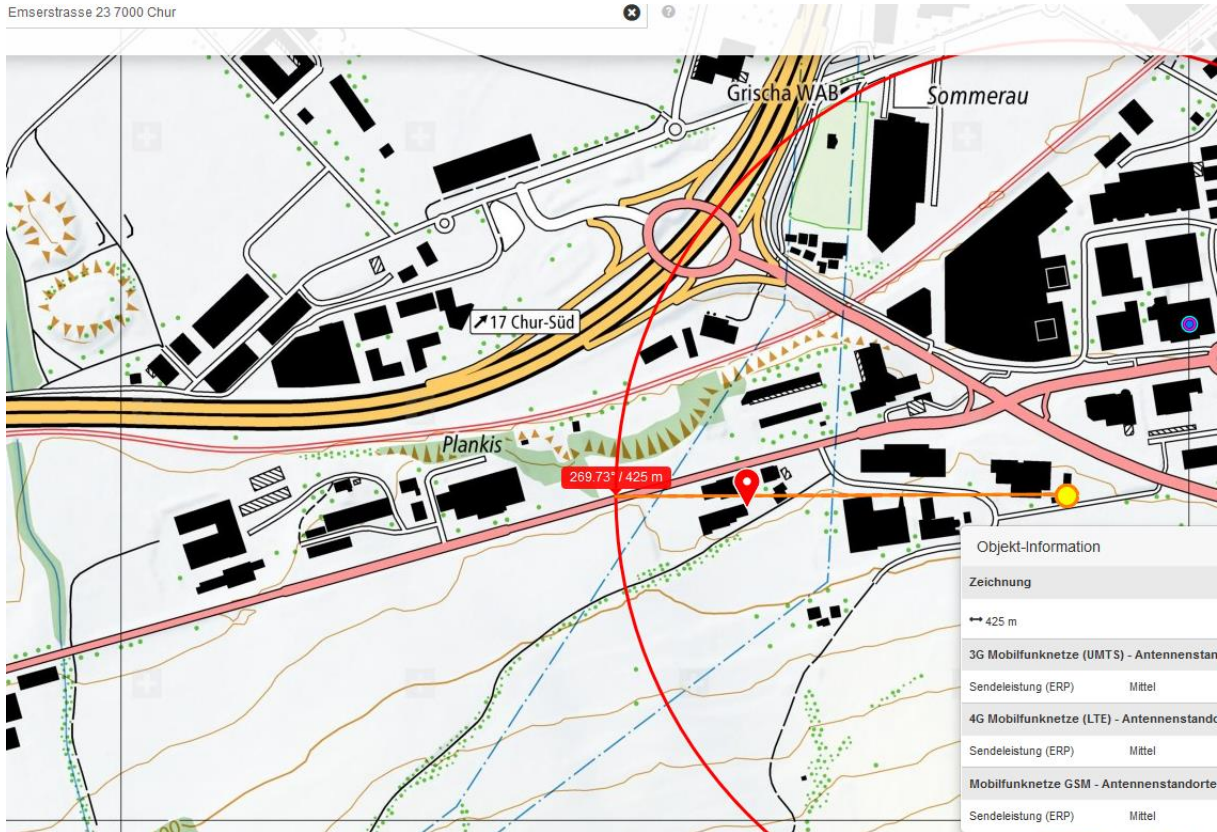 Emserstrasse 23 7000 Chur
Grischa WAB
Sommerau
17 Chur-Süd
Plankis
269.73° / 425 m
Objekt-Information
Zeichnung
425 m
3G Mobilfunknetze (UMTS) - Antennenstan
Sendeleistung (ERP) Mittel
4G Mobilfunknetze (LTE) - Antennenstando
Sendeleistung (ERP) Mittel
Mobilfunknetze GSM - Antennenstandorte
Sendeleistung (ERP) Mittel